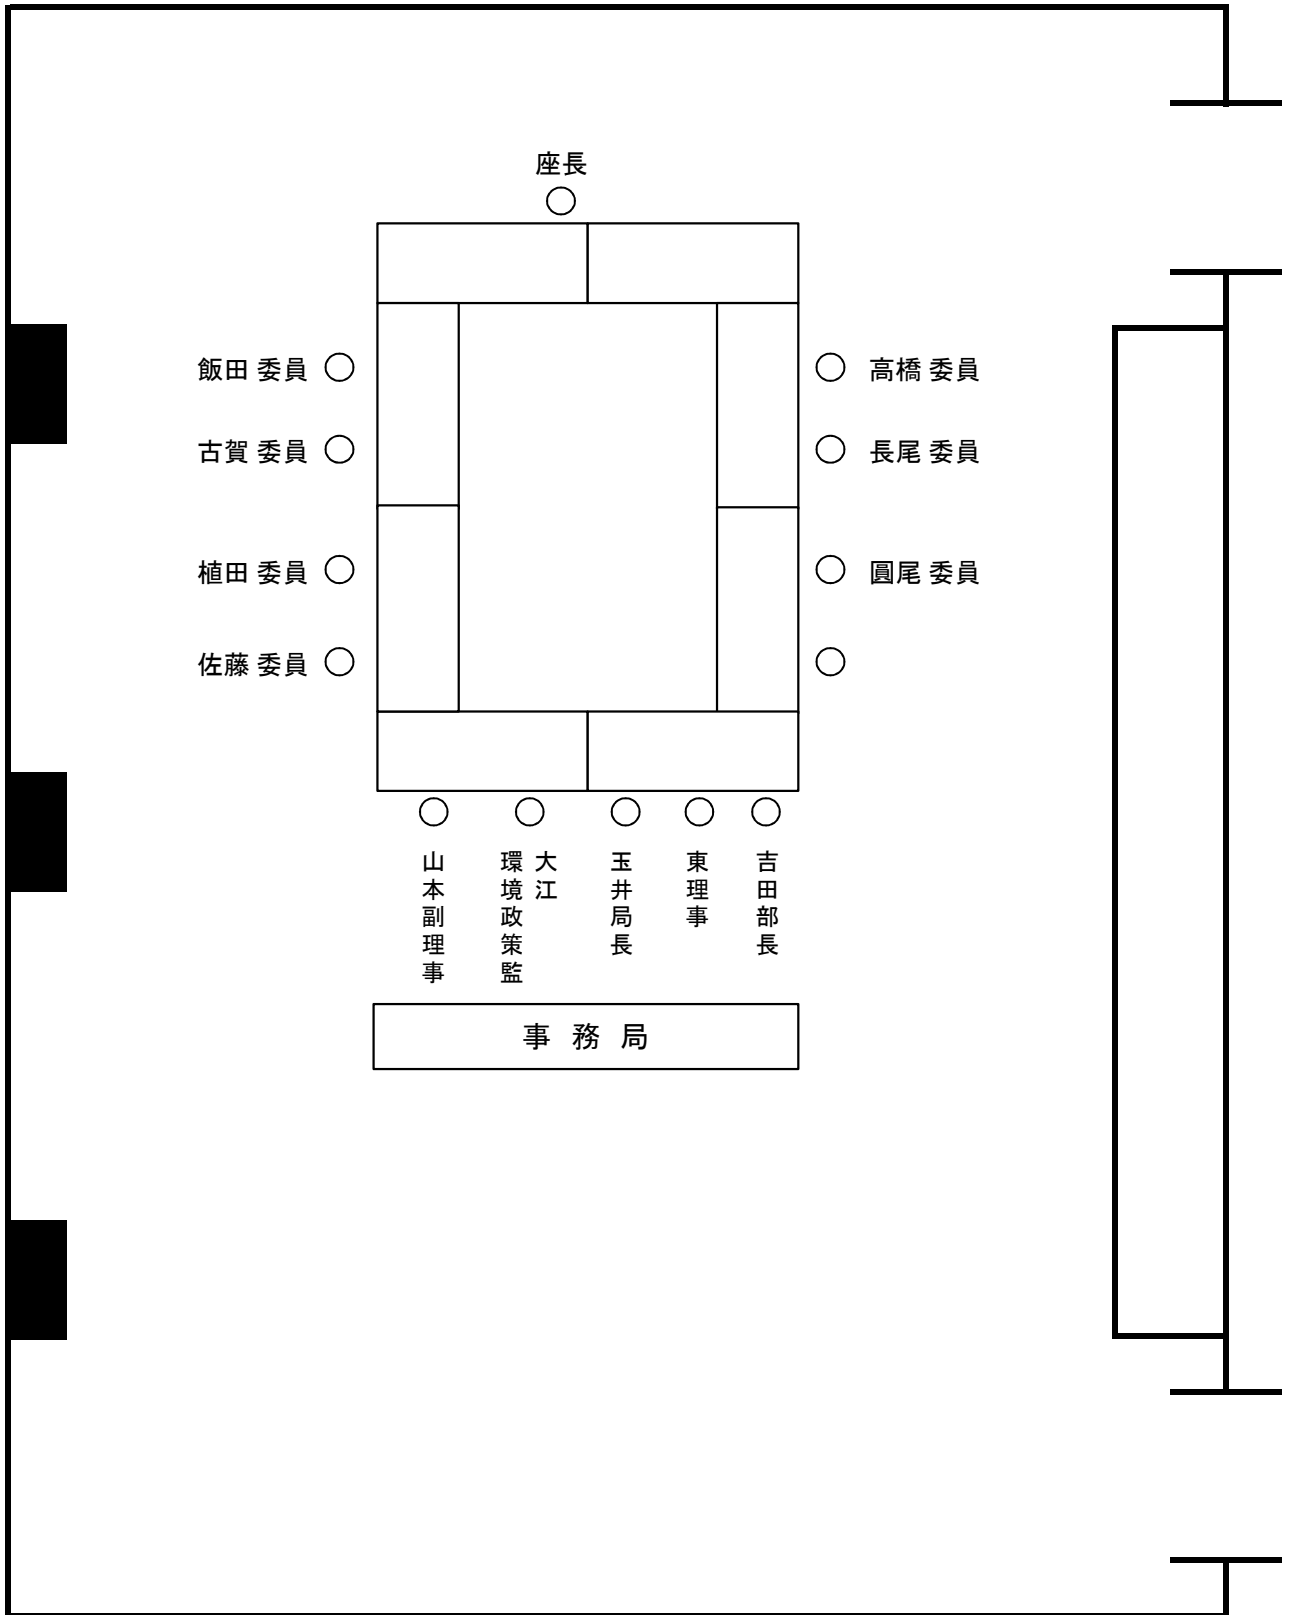 座長
飯田 委員
高橋 委員
古賀 委員
長尾 委員
植田 委員
圓尾 委員
佐藤 委員
山本副理事
大江
環境政策監
玉井局長
東理事
吉田部長
事 務 局